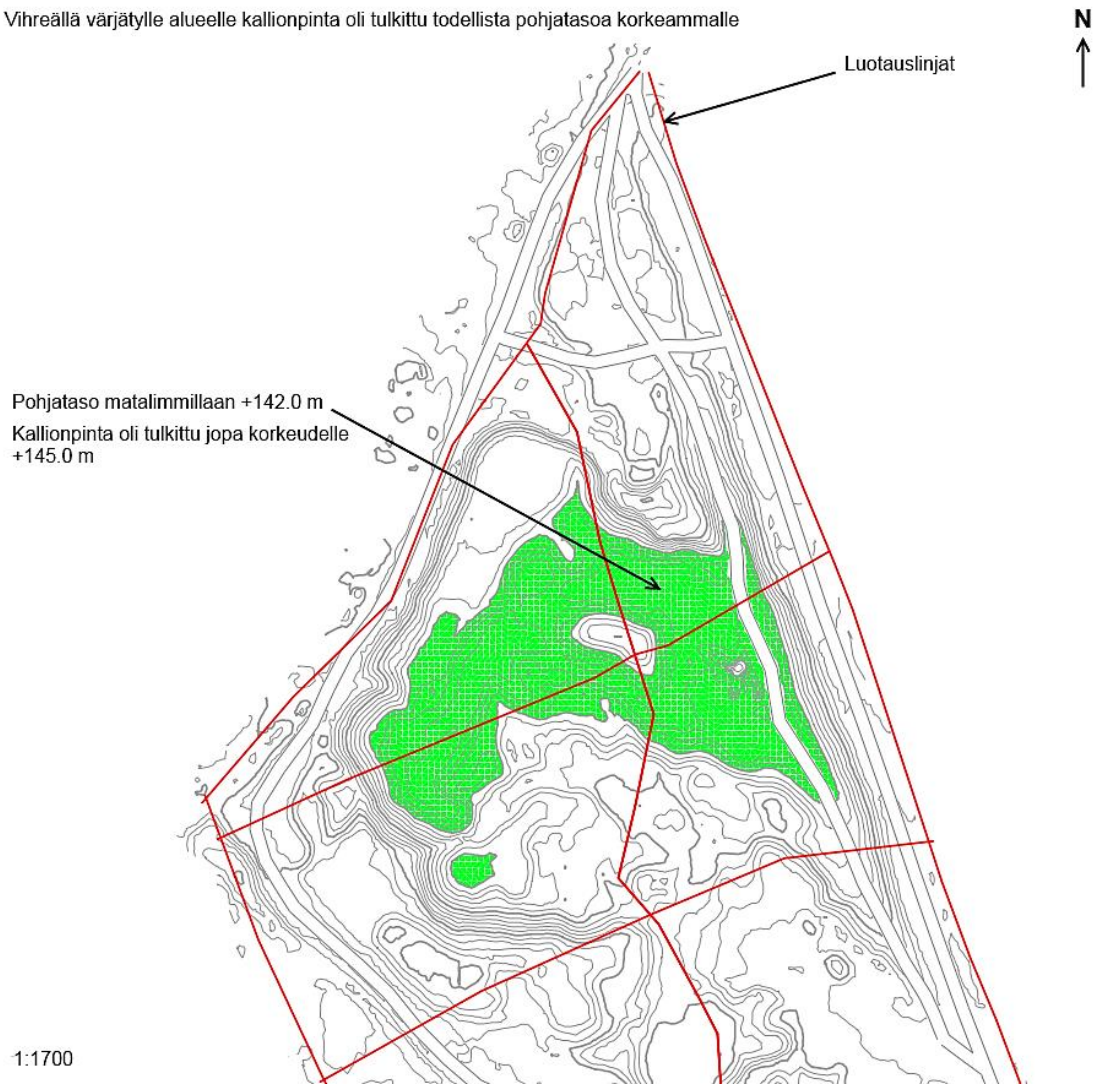 Vihreällä värjätylle alueelle kallionpinta oli tulkittu todellista pohjatasoa korkeammalle
N
Luotauslinjat
Pohjataso matalimmillaan +142.0 m
Kallionpinta oli tulkittu jopa korkeudelle
+145.0 m
1:1700